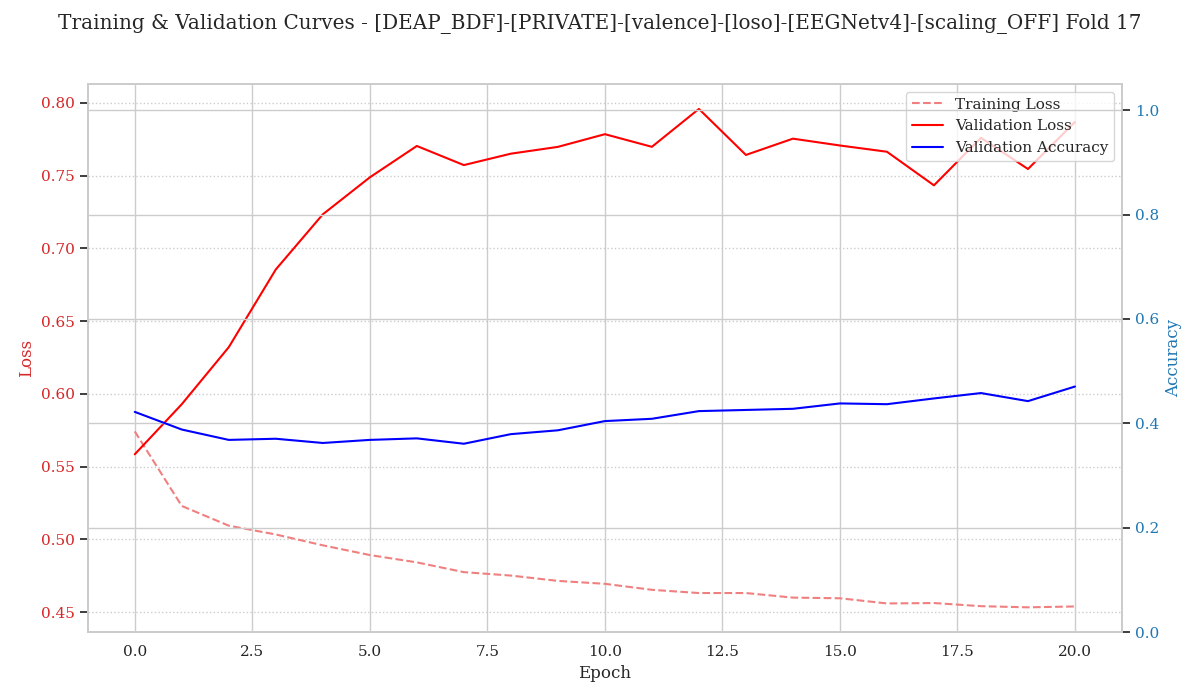 Training & Validation Curves - [DEAP_BDF]-[PRIVATE]-[valence]-[loso]-[EEGNetv4]-[scaling_OFF] Fold 17
Training Loss
Validation Loss
Validation Accuracy
0.80
0.75
0.70
0.65
0.60
0.55
0.50
0.45
Loss
1.0
0.8
0.6
0.4
0.2
0.0
Accuracy
0.0 2.5 5.0 7.5 10.0 12.5 15.0 17.5 20.0
Epoch